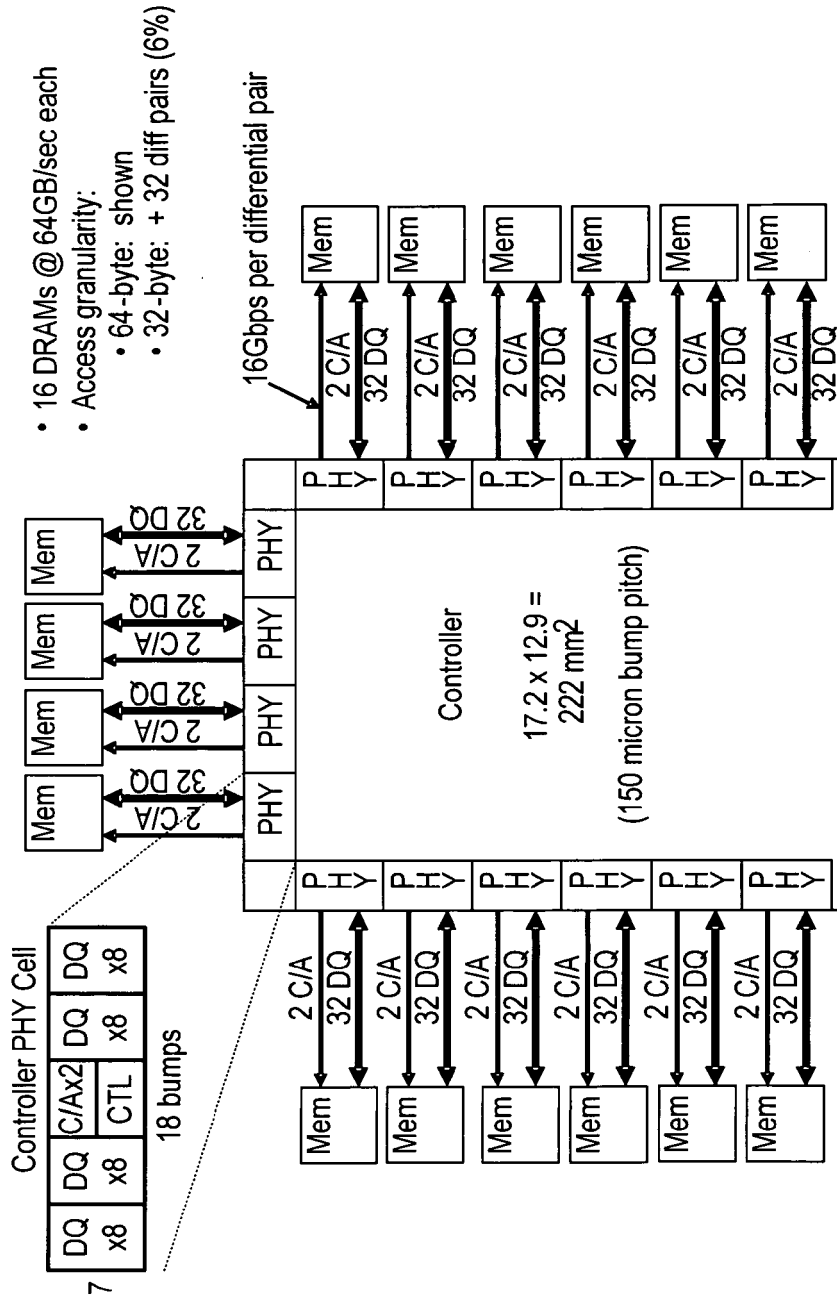 Controller PHY Cell
DQ
x8
DQ
x8
C/Ax2
CTL
DQ
x8
DQ
x8
7
18 bumps
• 16 DRAMs @ 64GB/sec each
• Access granularity:
• 64-byte: shown
• 32-byte: + 32 diff pairs (6%)
16Gbps per differential pair
Mem
Mem
Mem
Mem
2 C/A
32 DQ
2 C/A
32 DQ
2 C/A
32 DQ
2 C/A
32 DQ
PHY
PHY
PHY
PHY
Mem
2 C/A
32 DQ
PHY
Mem
2 C/A
32 DQ
PHY
Mem
2 C/A
32 DQ
PHY
Mem
2 C/A
32 DQ
PHY
Mem
2 C/A
32 DQ
PHY
Mem
2 C/A
32 DQ
PHY
Controller
17.2 x 12.9 =
222 mm2
(150 micron bump pitch)
PHY
2 C/A
32 DQ
Mem
PHY
2 C/A
32 DQ
Mem
PHY
2 C/A
32 DQ
Mem
PHY
2 C/A
32 DQ
Mem
PHY
2 C/A
32 DQ
Mem
PHY
2 C/A
32 DQ
Mem